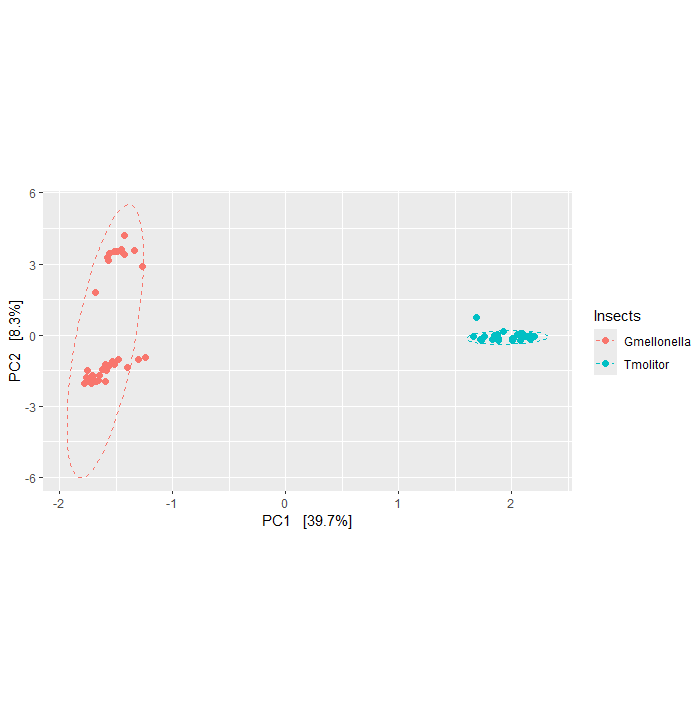 6
3
0
-3
-6
PC2 [8.3%]
-2
-1
0
1
2
PC1 [39.7%]
Insects
Gmellonella
Tmolitor